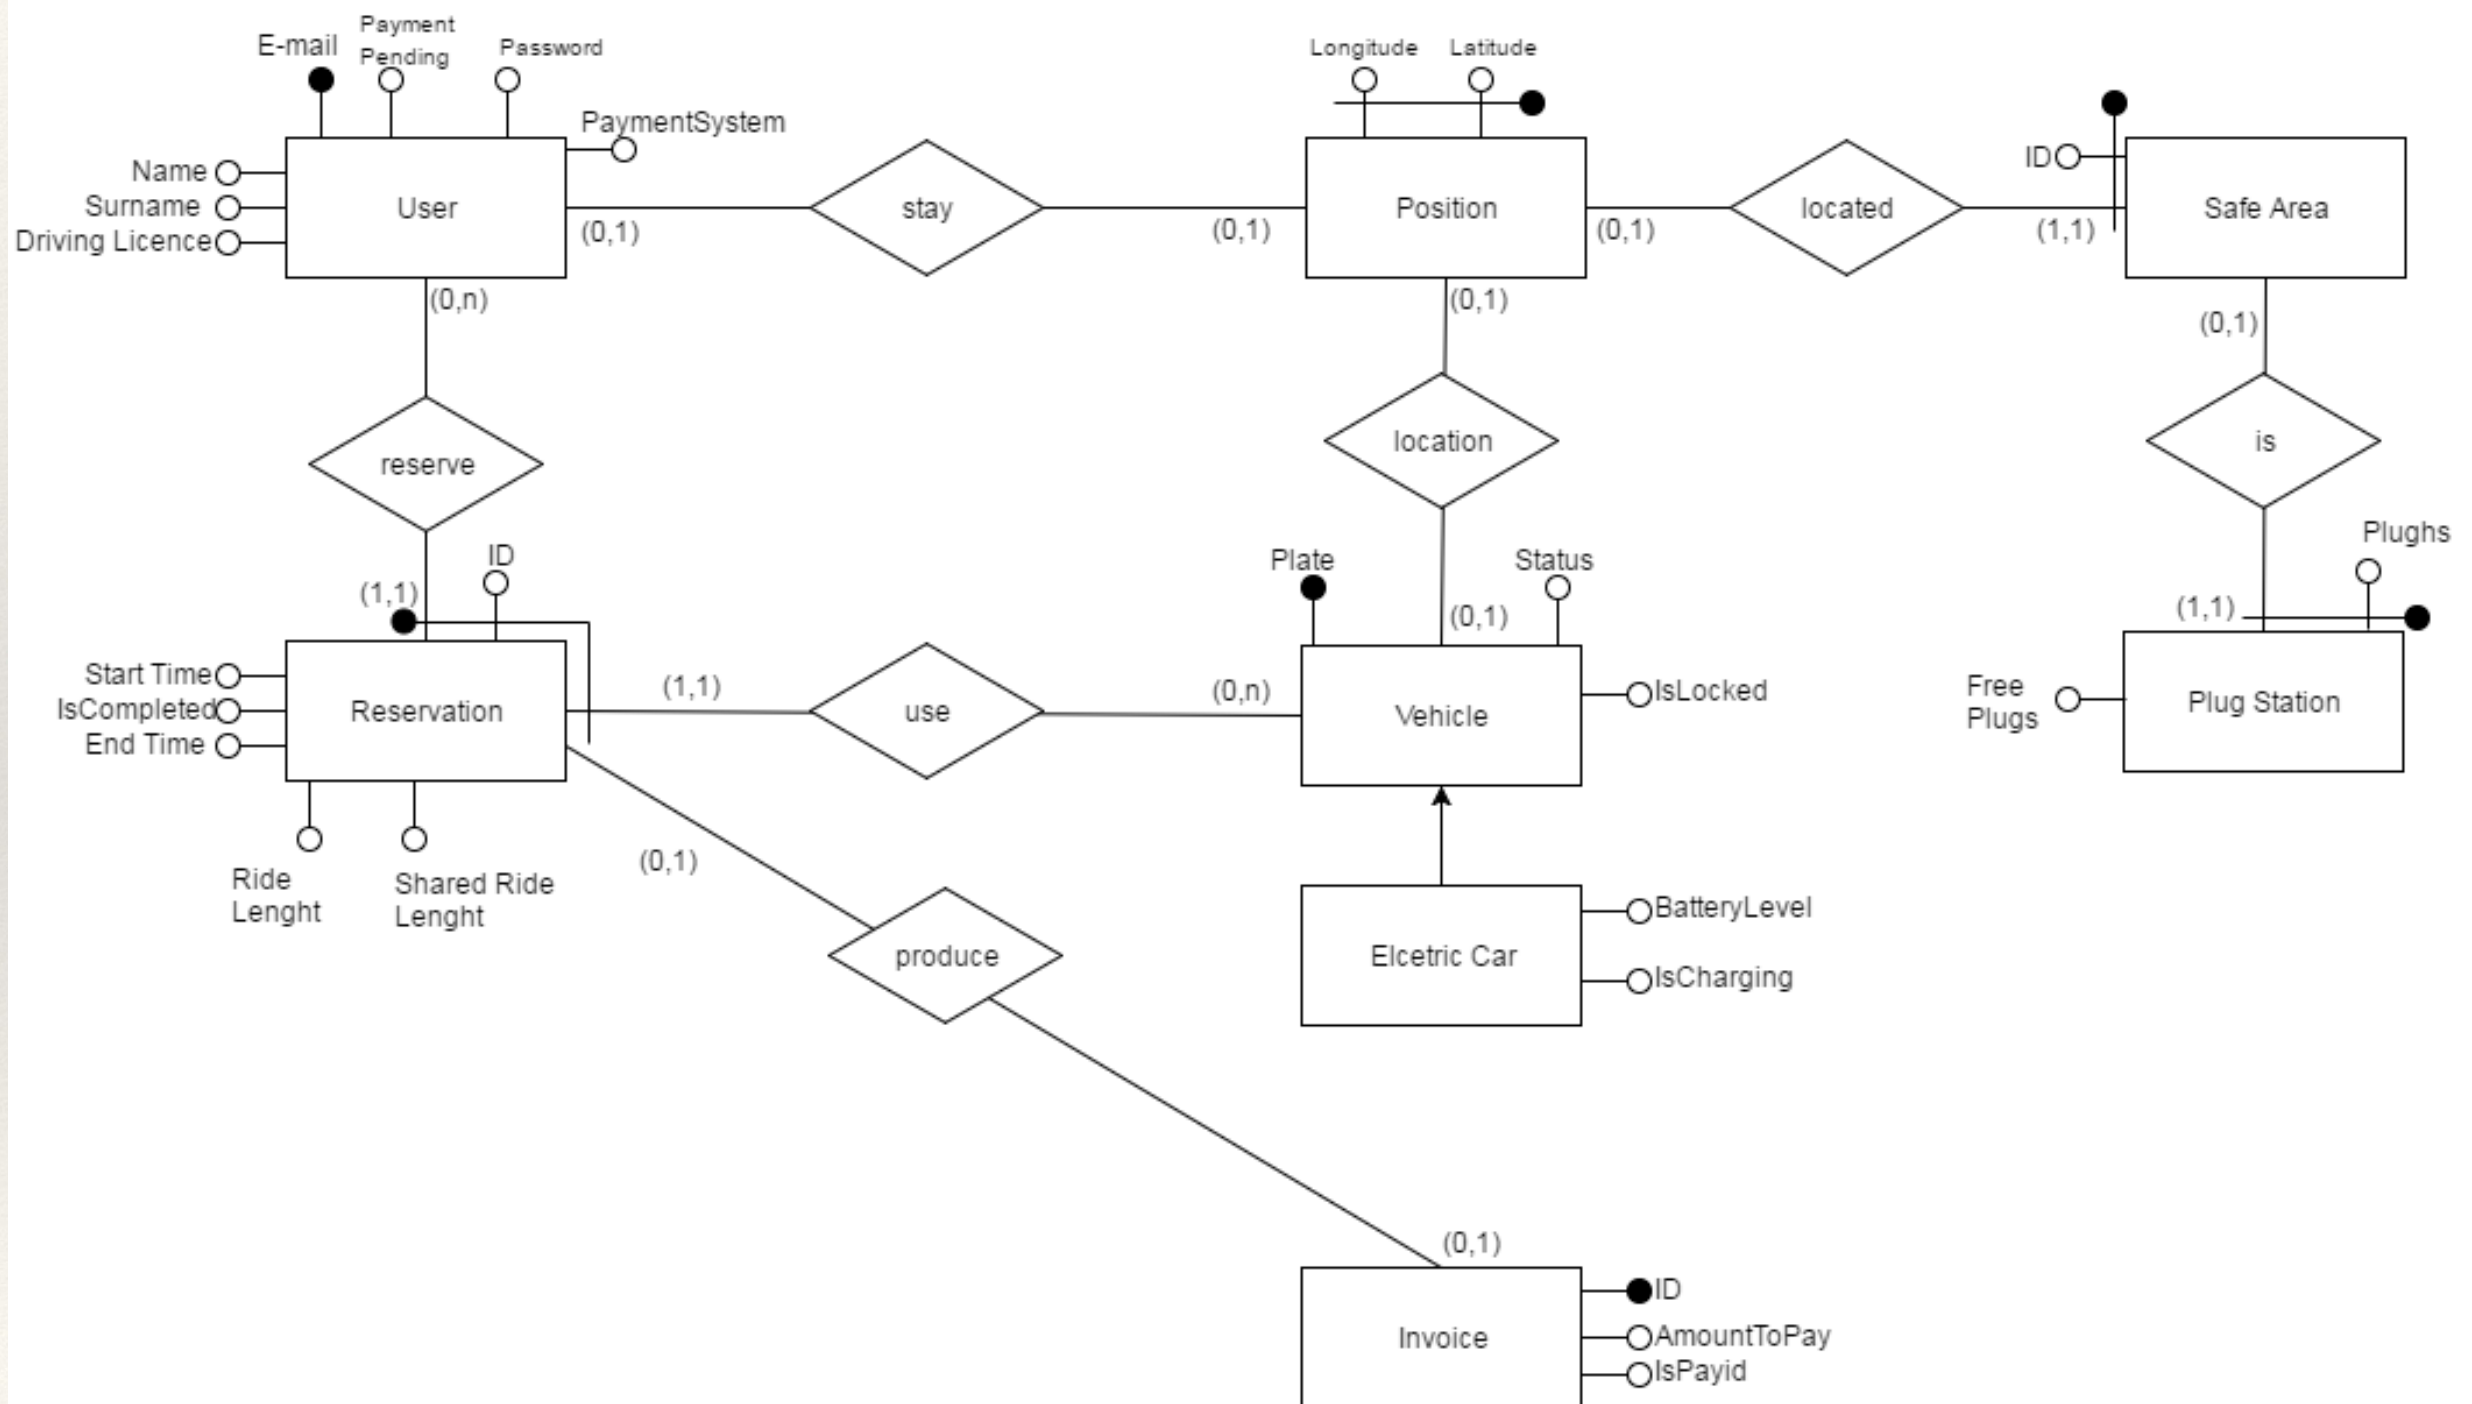 Payment
Pending
E-mail
Password
Longitude
Latitude
PaymentSystem
Name
Surname
Driving Licence
User
(0,1)
stay
(0,1)
Position
(0,1)
located
(1,1)
ID
Safe Area
(0,n)
(0,1)
(0,1)
reserve
location
is
(1,1)
ID
Plate
Status
(0,1)
Plughs
(1,1)
Start Time
IsCompleted
End Time
Reservation
(1,1)
use
(0,n)
Vehicle
IsLocked
Free
Plugs
Plug Station
Ride
Lenght
Shared Ride
Lenght
(0,1)
produce
Elcetric Car
BatteryLevel
IsCharging
(0,1)
Invoice
ID
AmountToPay
IsPayid